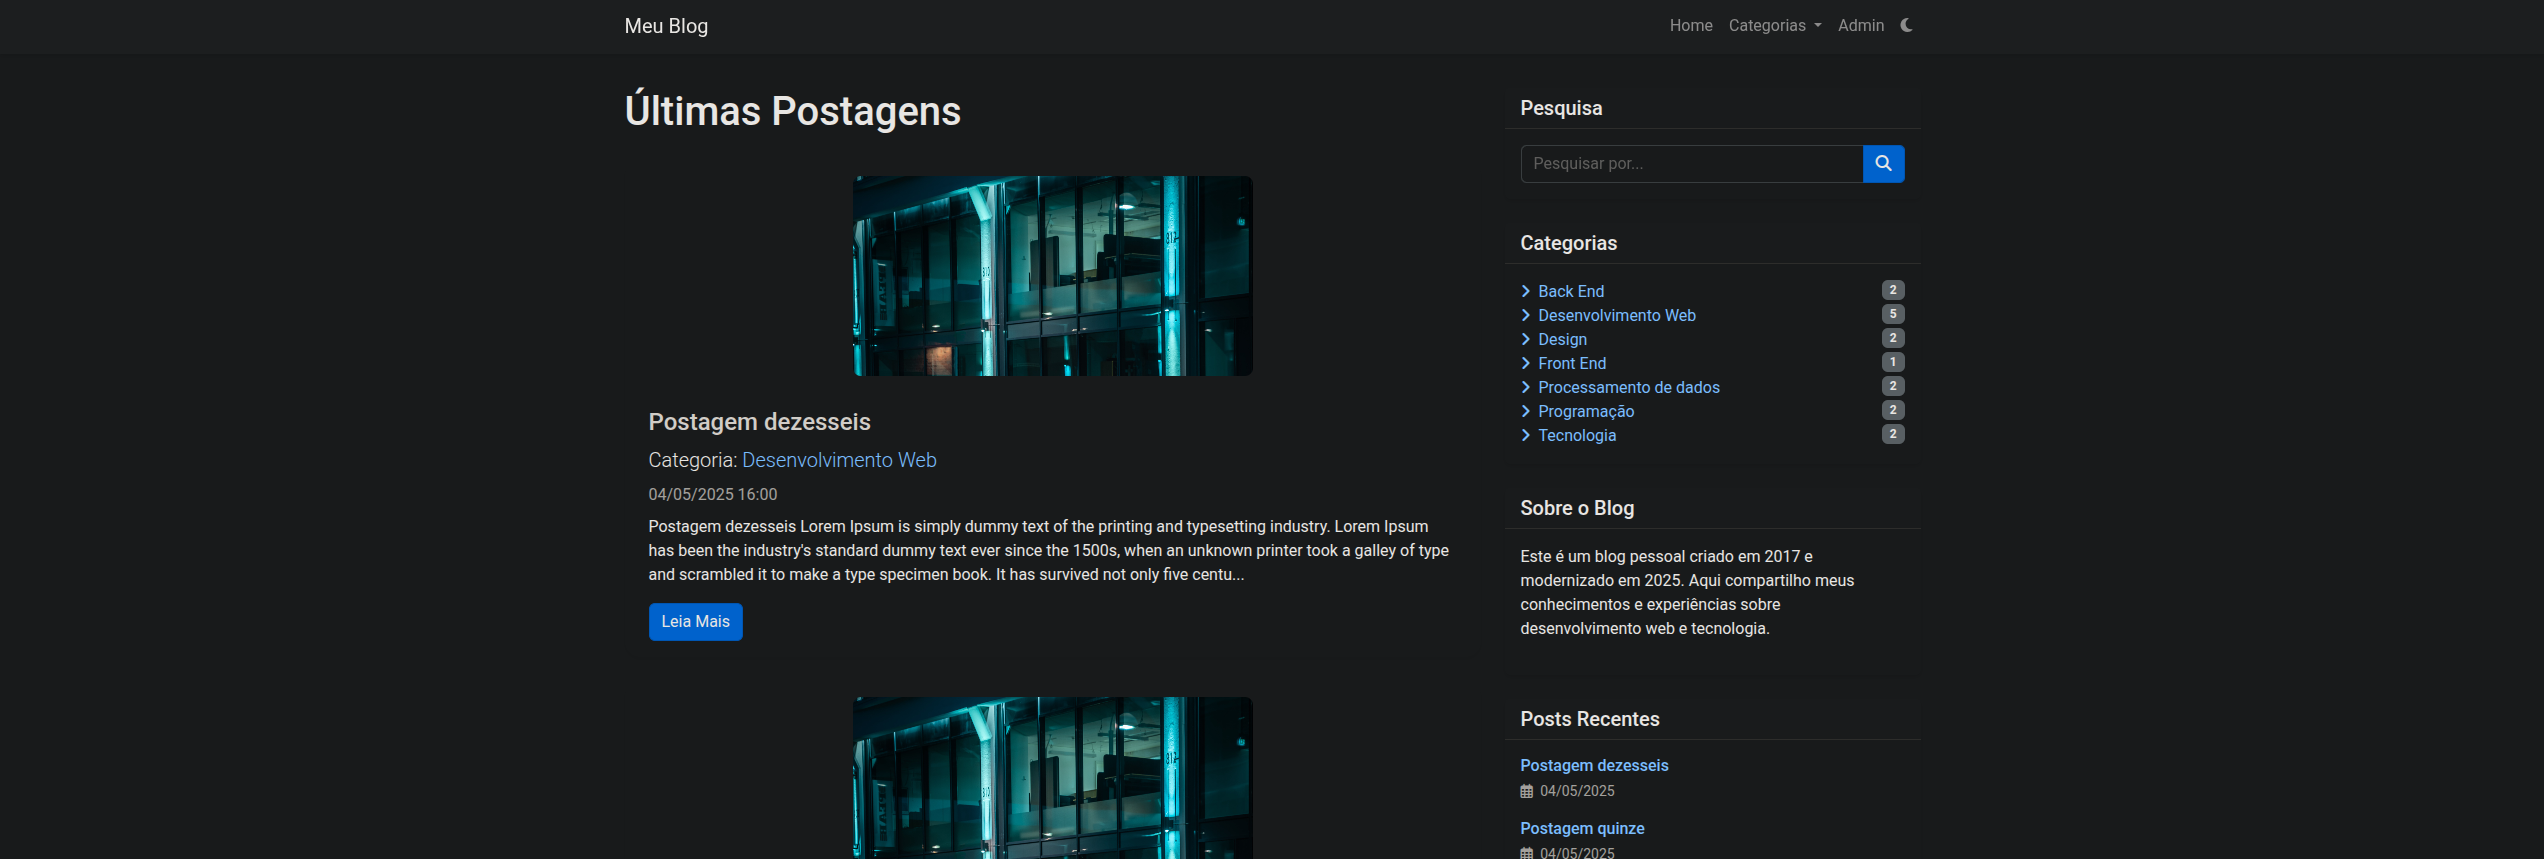 Meu Blog
Home
Categorias
Admin
Últimas Postagens
Postagem dezesseis
Categoria: Desenvolvimento Web
04/05/2025 16:00
Postagem dezesseis Lorem Ipsum is simply dummy text of the printing and typesetting industry. Lorem Ipsum
has been the industry's standard dummy text ever since the 1500s, when an unknown printer took a galley of type
and scrambled it to make a type specimen book. It has survived not only five centu...
Leia Mais
Pesquisa
Pesquisar por...
Categorias
Back End 2
Desenvolvimento Web 5
Design 2
Front End 1
Processamento de dados 2
Programação 2
Tecnologia 2
Sobre o Blog
Este é um blog pessoal criado em 2017 e
modernizado em 2025. Aqui compartilho meus
conhecimentos e experiências sobre
desenvolvimento web e tecnologia.
Posts Recentes
Postagem dezesseis
04/05/2025
Postagem quinze
04/05/2025